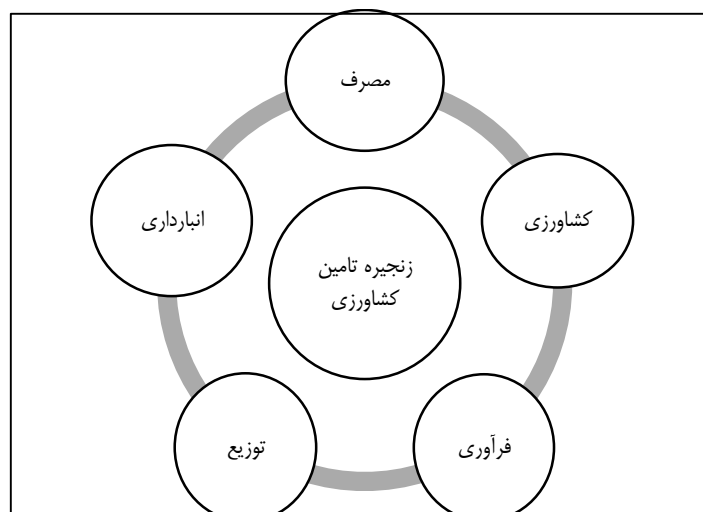 مصرف
کشاورزی
انبارداری
زنجیره تامین
کشاورزی
فرآوری
توزیع